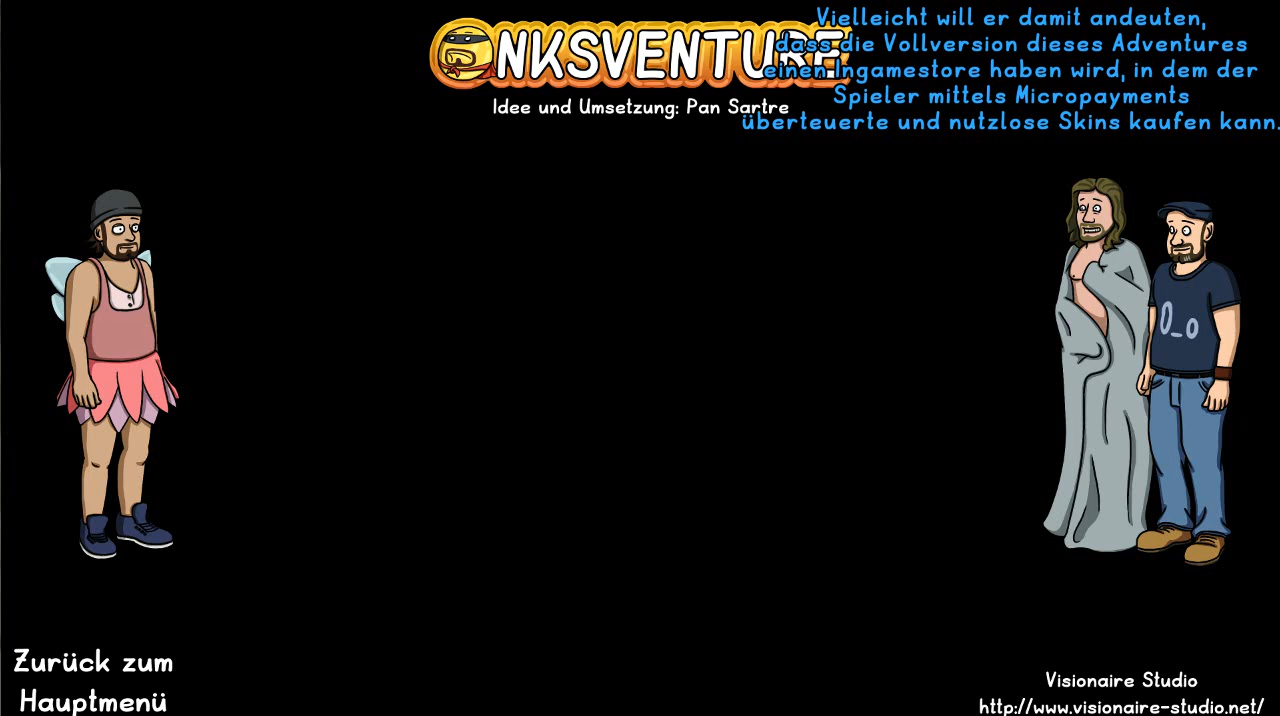 NKSVENTURE
Idee und Umsetzung: Pan Sartre
Vielleicht will er damit andeuten,
dass die Vollversion dieses Adventures
einen Ingamestore haben wird, in dem der
Spieler mittels Micropayments
überteuerte und nutzlose Skins kaufen kann.
O_o
Zurück zum
Hauptmenü
Visionaire Studio
http://www.visionaire-studio.net/